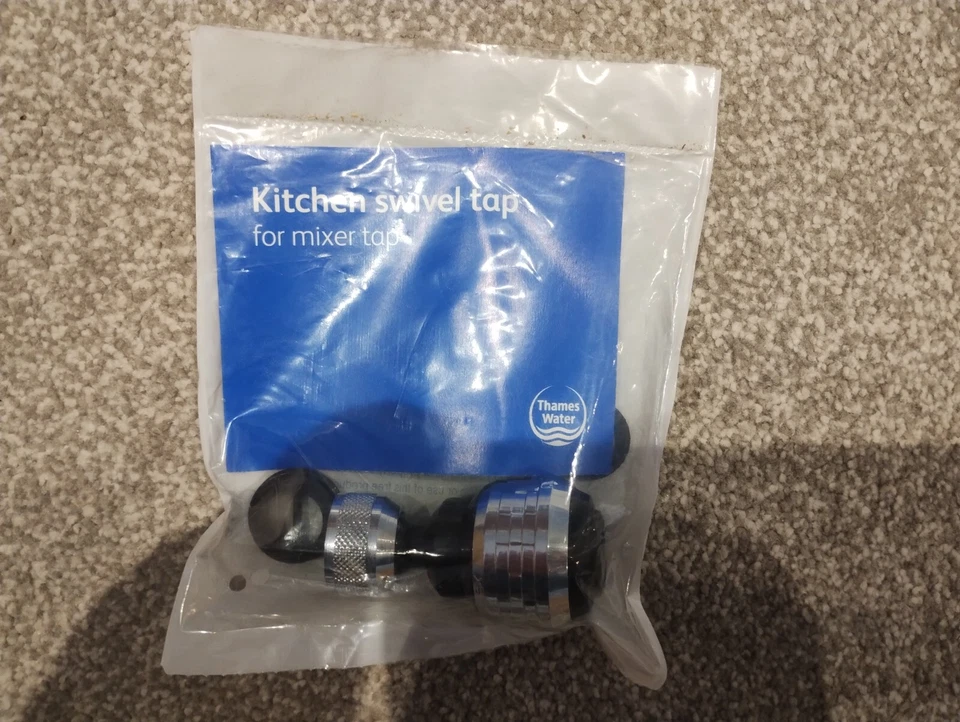 Kitchen swivel tap
for mixer tap
Thames
Water